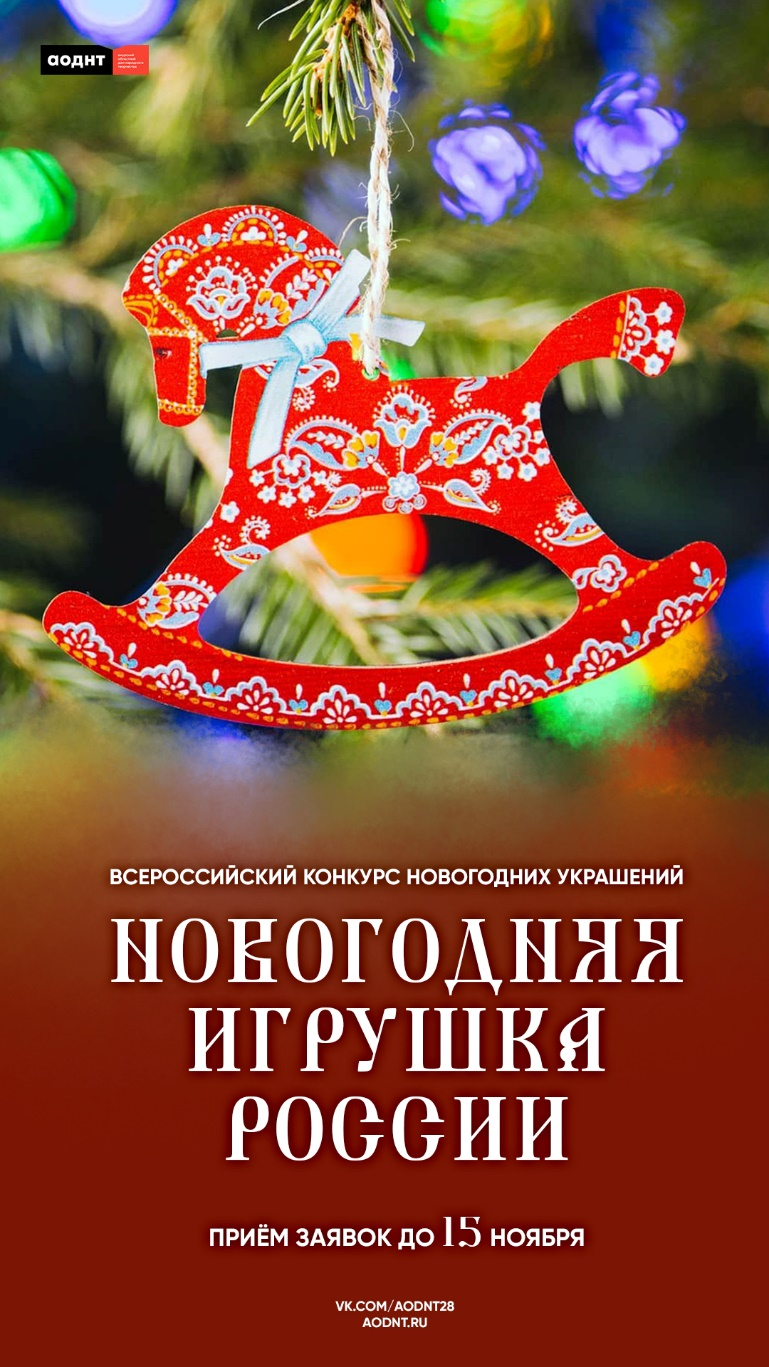 аоднт
ВСЕРОССИЙСКИЙ КОНКУРС НОВОГОДНИХ УКРАШЕНИЙ
НОВОГОДНЯЯ
ИГРУШКА
РОССИИ
ПРИЁМ ЗАЯВОК ДО 15 НОЯБРЯ
VK.COM/AODNT28
AODNT.RU